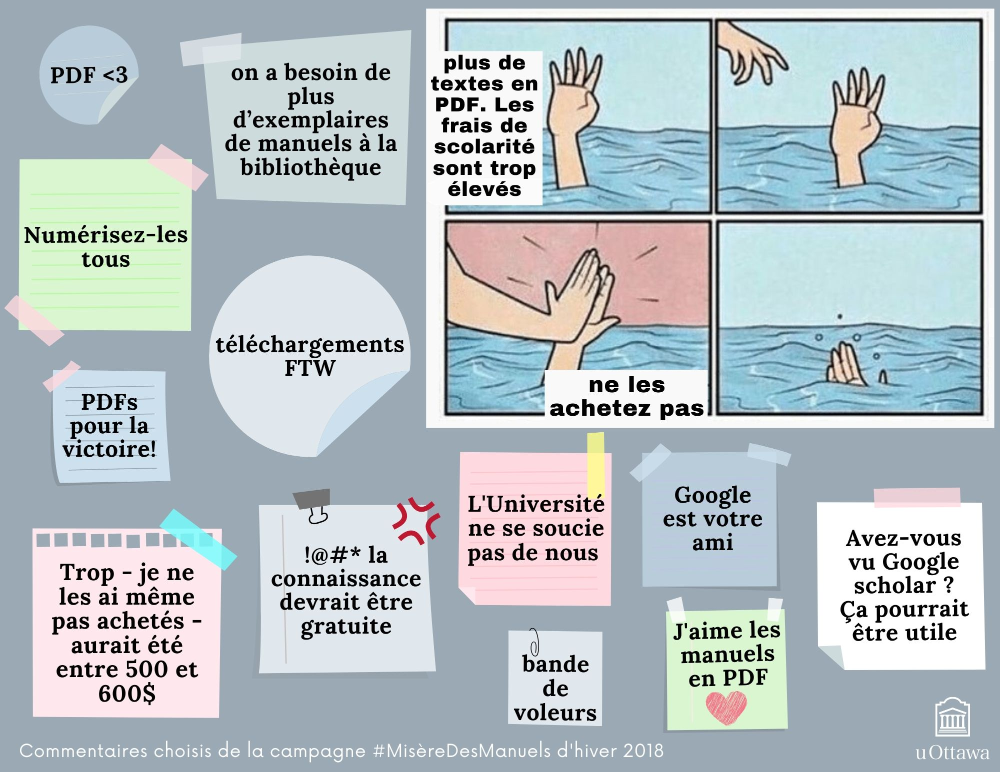 PDF <3
on a besoin de
plus
d’exemplaires
de manuels à la
bibliothèque
plus de
textes en
PDF. Les
frais de
scolarité
sont trop
élevés
Numérisez-les
tous
téléchargements
FTW
ne les
achetez pas
PDFs
pour la
victoire!
Trop - je ne
les ai même
pas achetés -
aurait été
entre 500 et
600$
!@#* la
connaissance
devrait être
gratuite
L'Université
ne se soucie
pas de nous
Google
est votre
ami
Avez-vous
vu Google
scholar ?
Ça pourrait
être utile
bande
de
voleurs
J'aime les
manuels
en PDF
Commentaires choisis de la campagne #MisèreDesManuels d'hiver 2018
uOttawa